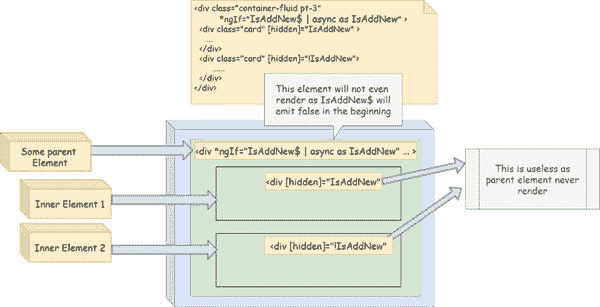 <div class="container-fluid pt-3"
*ngIf="IsAddNew$ | async as IsAddNew" >
<div class="card" [hidden]="IsAddNew" >
....
</div>
<div class="card" [hidden]="!IsAddNew">
......
</div>
</div>
This element will not even
render as IsAddNew$ will
emit false in the beginning
Some parent
Element
<div *ngIf="IsAddNew$ | async as IsAddNew" ... >
Inner Element 1
<div [hidden]="IsAddNew"
This is useless as
parent element never
render
Inner Element 2
<div [hidden]="!IsAddNew"